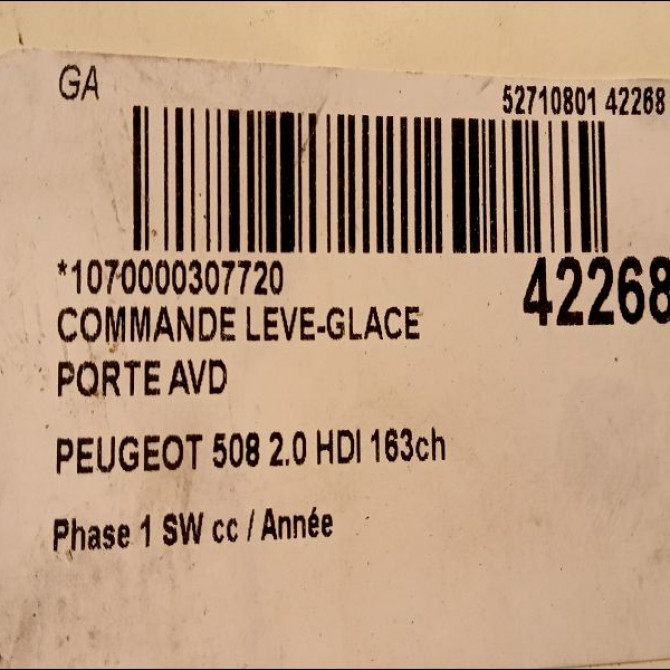 GA
52710801 42268
*1070000307720
42268
COMMANDE LEVE-GLACE
PORTE AVD
PEUGEOT 508 2.0 HDI 163ch
Phase 1 SW cc / Année